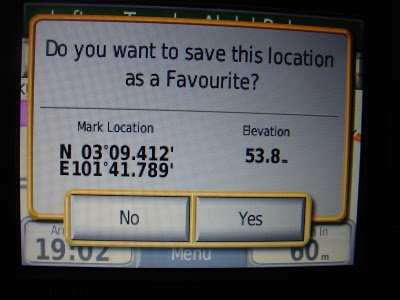 Do you want to save this location
as a Favourite?
Mark Location
Elevation
N 03°09.412'
E101°41.789'
53.8m
No
Yes
19:02
Menu
60m